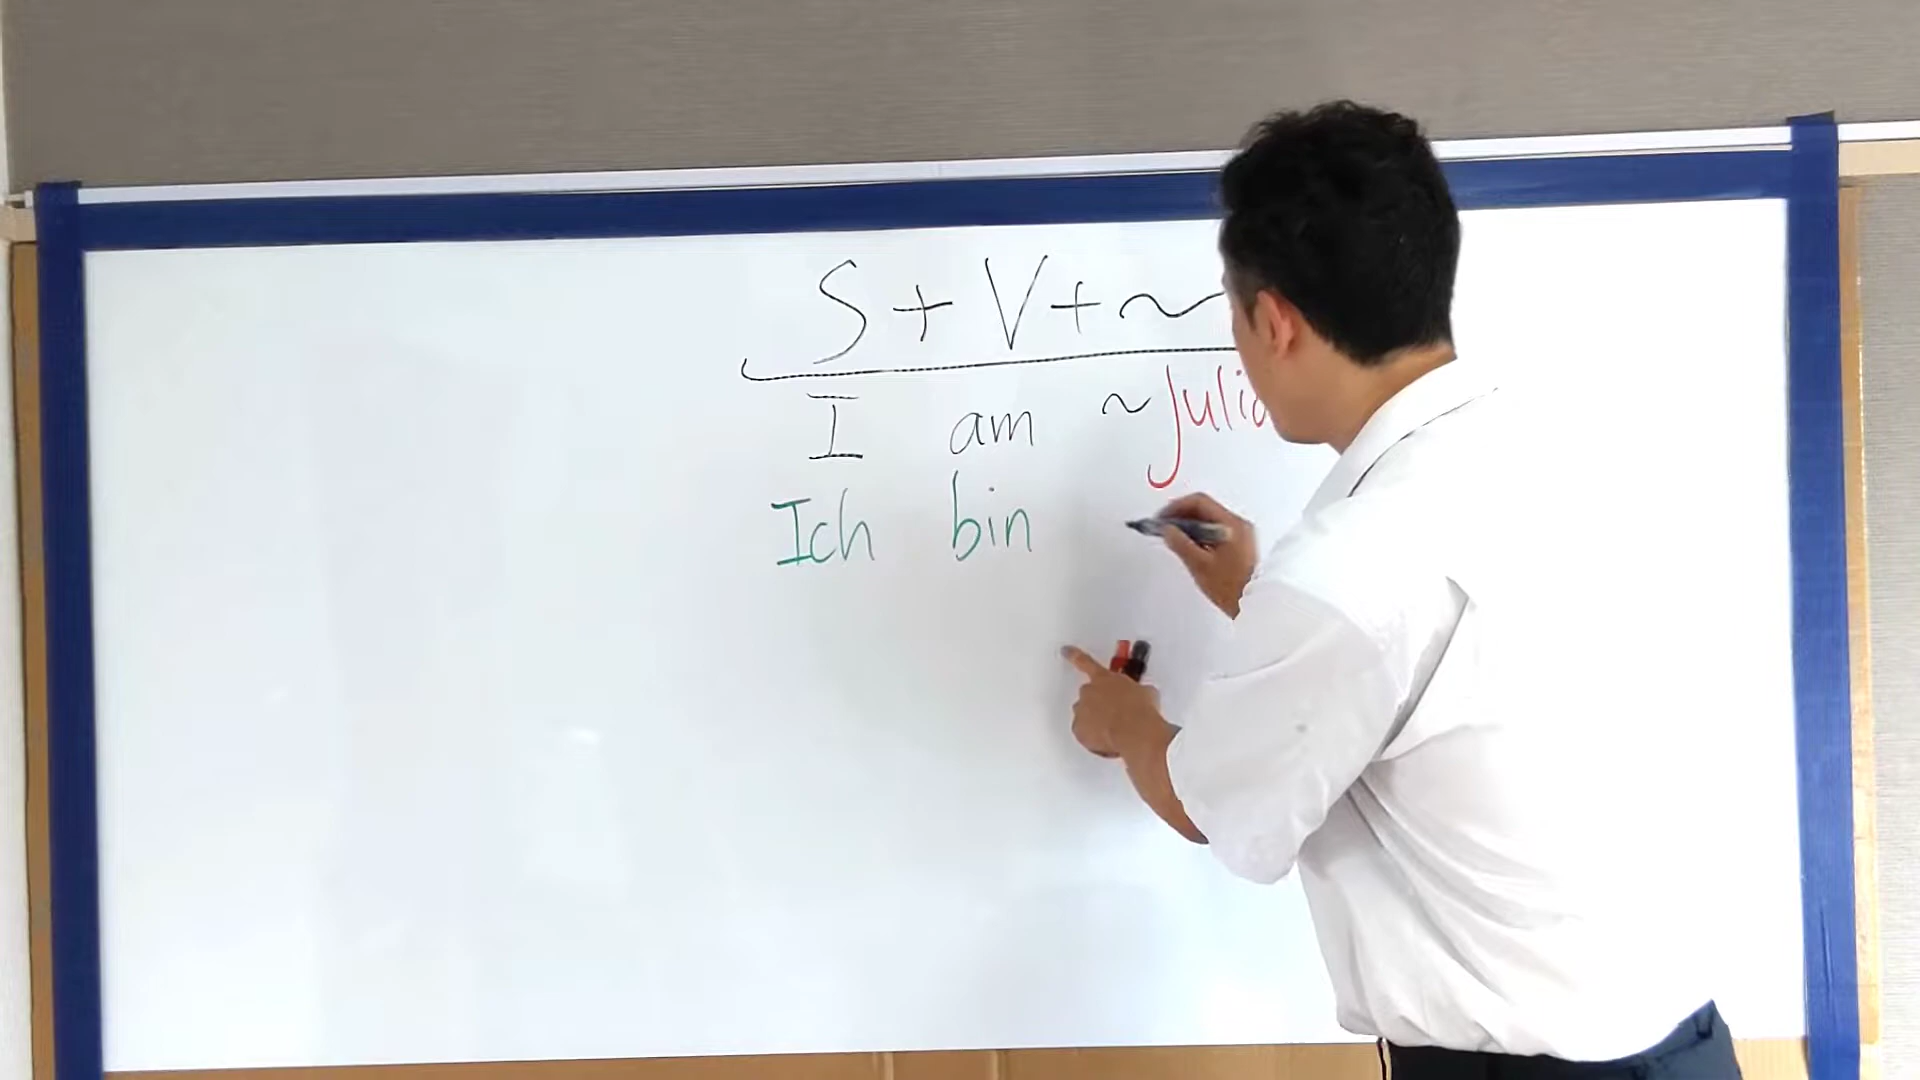 S + V + ~
I am ~ Julia
Ich bin